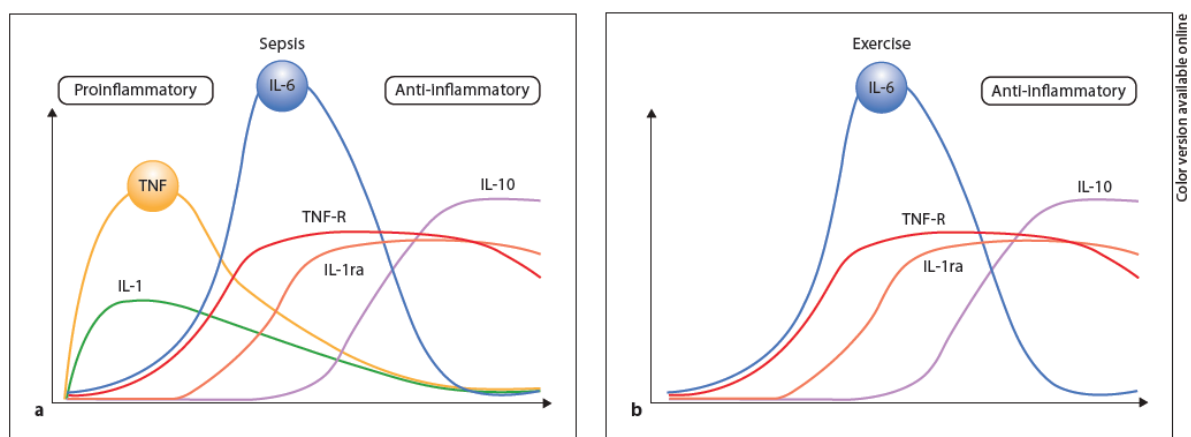 Sepsis
Proinflammatory
IL-6
Anti-inflammatory
TNF
IL-10
TNF-R
IL-1ra
IL-1
a
Exercise
IL-6
Anti-inflammatory
IL-10
TNF-R
IL-1ra
b
Color version available online